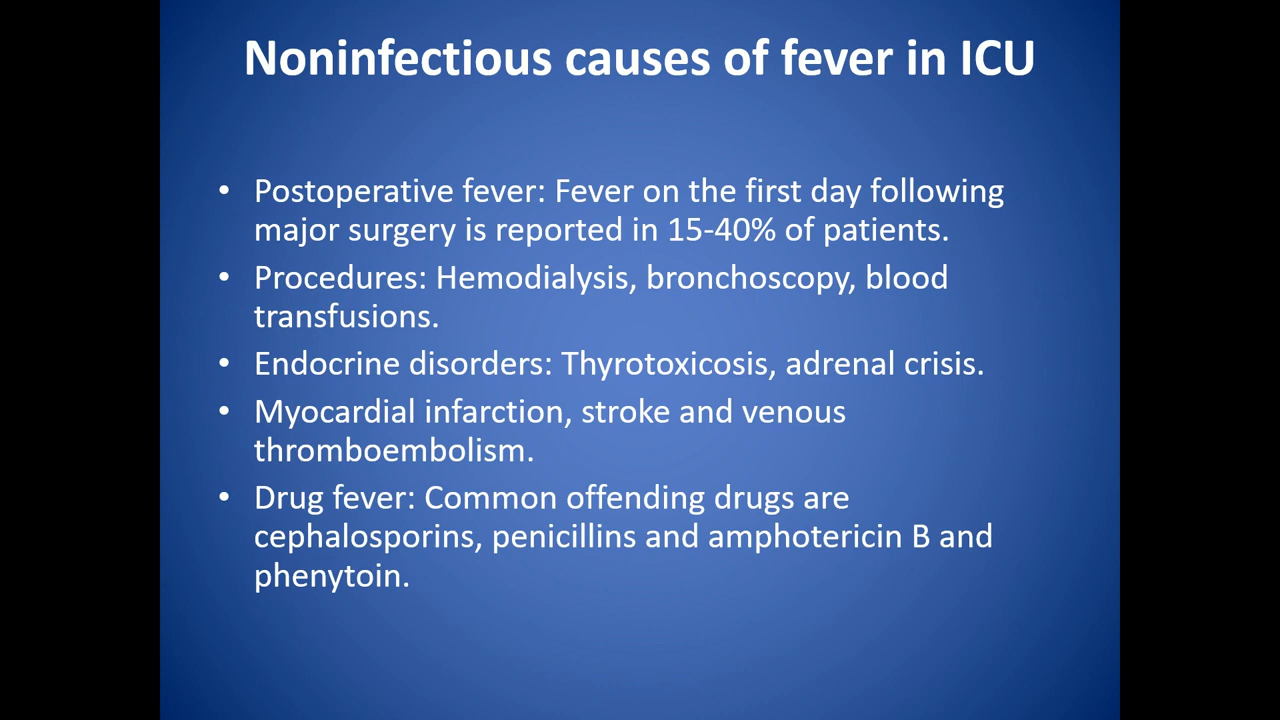 Noninfectious causes of fever in ICU
• Postoperative fever: Fever on the first day following
major surgery is reported in 15-40% of patients.
• Procedures: Hemodialysis, bronchoscopy, blood
transfusions.
• Endocrine disorders: Thyrotoxicosis, adrenal crisis.
• Myocardial infarction, stroke and venous
thromboembolism.
• Drug fever: Common offending drugs are
cephalosporins, penicillins and amphotericin B and
phenytoin.